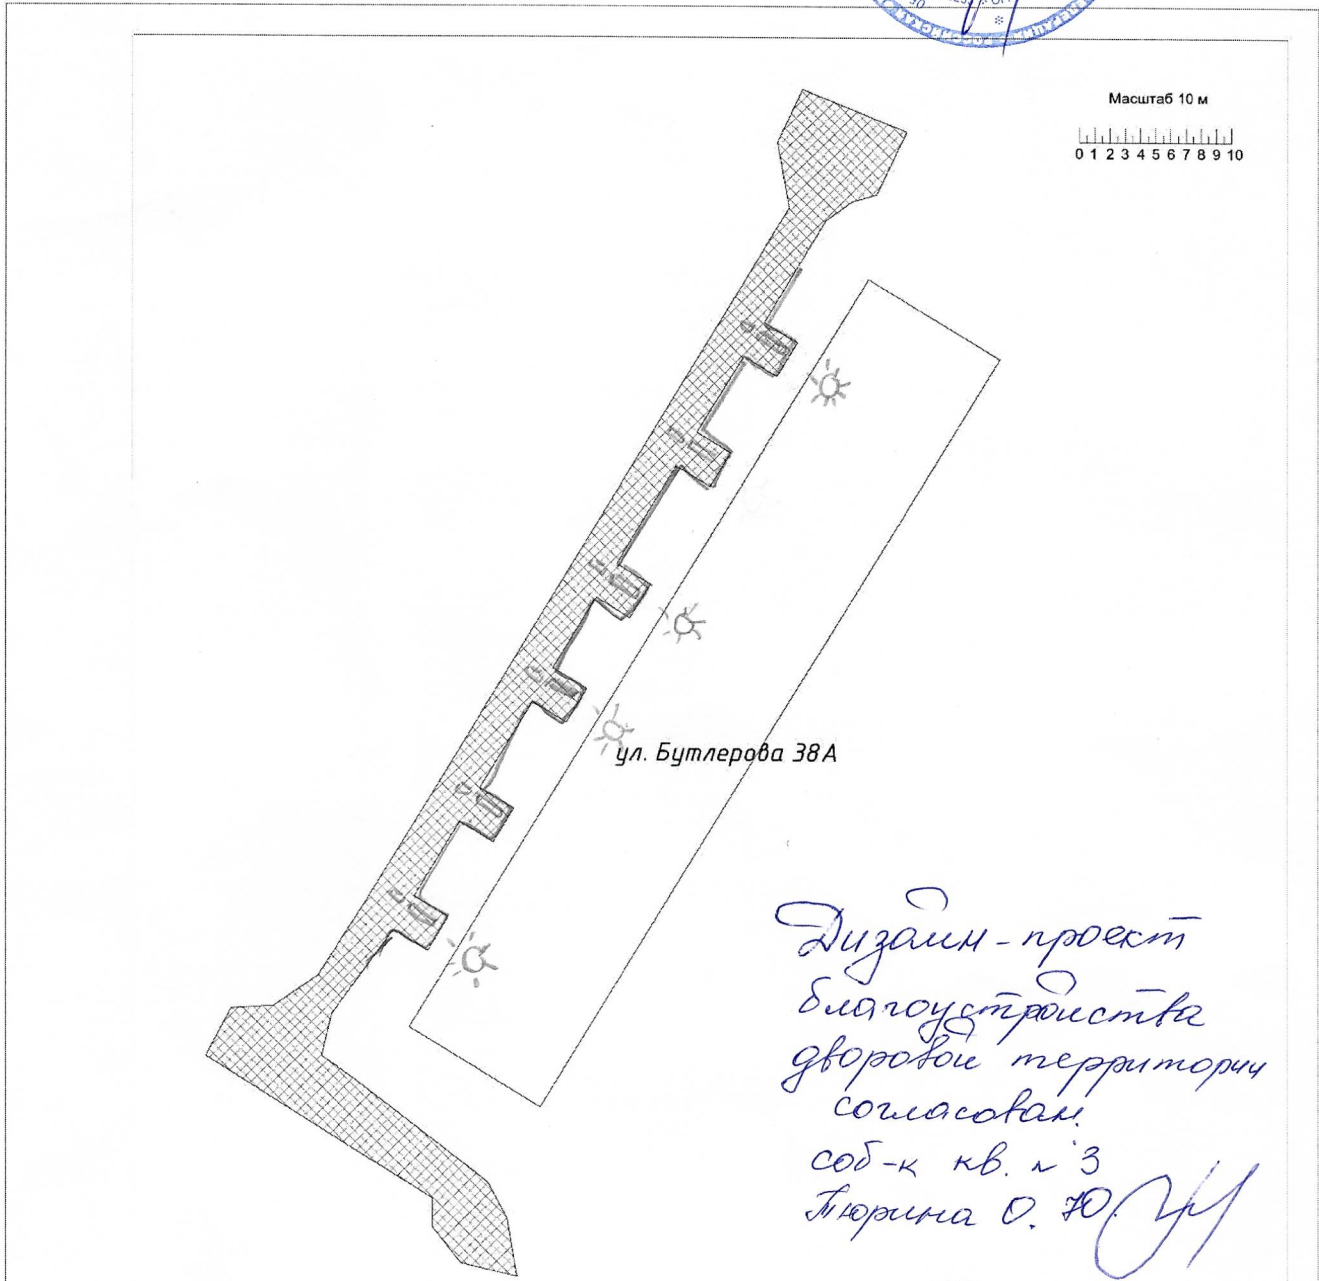 Масштаб 10 м
0 1 2 3 4 5 6 7 8 9 10
ул. Бутлерова 38А
Дизайн-проект
благоустройства
дворовой территории
согласован.
соб-к кв. № 3
Тюрина О. Ю.